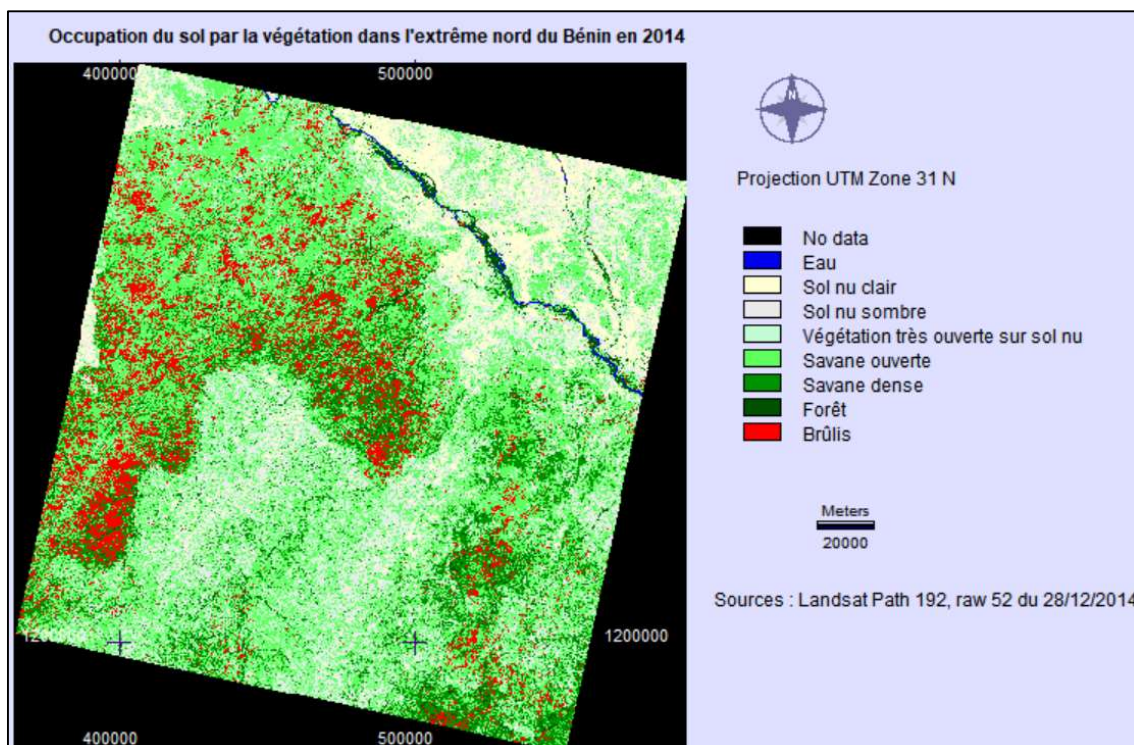 Occupation du sol par la végétation dans l'extrême nord du Bénin en 2014
400000 500000
N
Projection UTM Zone 31 N
No data
Eau
Sol nu clair
Sol nu sombre
Végétation très ouverte sur sol nu
Savane ouverte
Savane dense
Forêt
Brûlis
Meters
20000
Sources : Landsat Path 192, raw 52 du 28/12/2014
1200000 1200000
400000 500000